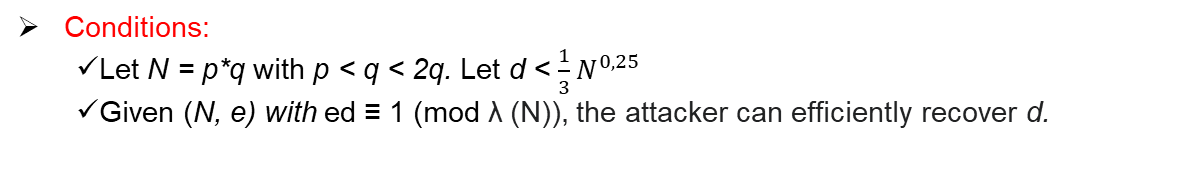 ➢ Conditions:
✓Let N = p*q with p < q < 2q. Let d < \frac{1}{3} N^{0,25}
✓Given (N, e) with ed ≡ 1 (mod λ (N)), the attacker can efficiently recover d.